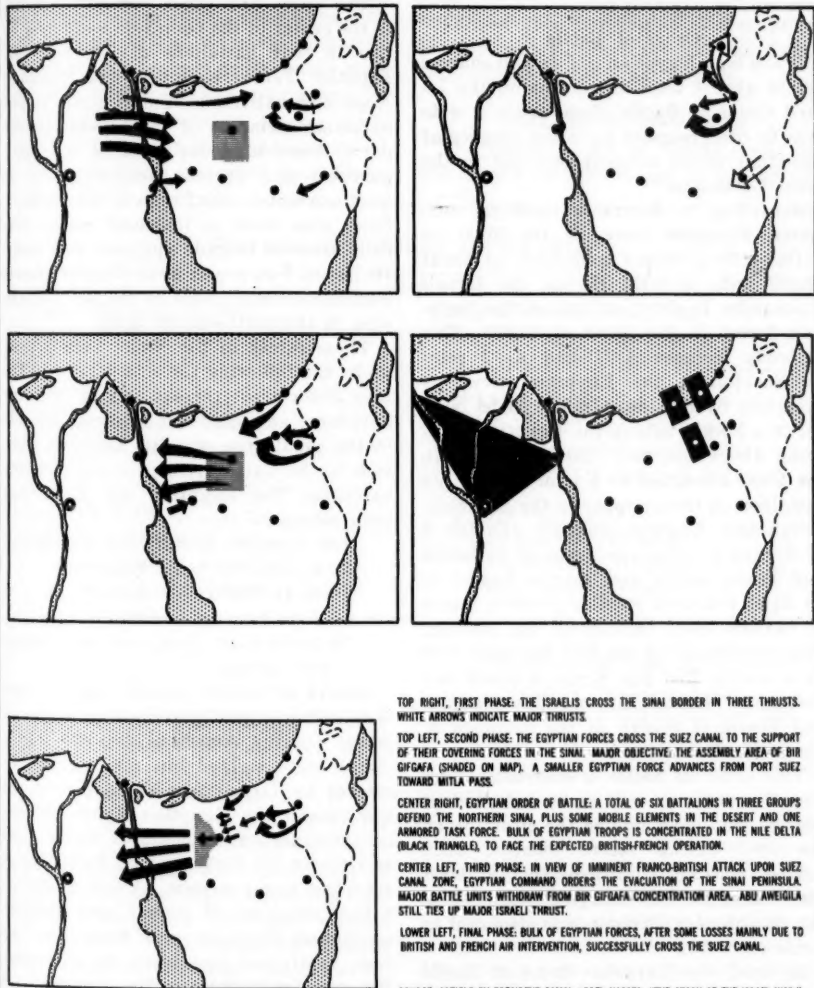 TOP RIGHT, FIRST PHASE: THE ISRAELIS CROSS THE SINAI BORDER IN THREE THRUSTS.
WHITE ARROWS INDICATE MAJOR THRUSTS.
TOP LEFT, SECOND PHASE: THE EGYPTIAN FORCES CROSS THE SUEZ CANAL TO THE SUPPORT
OF THEIR COVERING FORCES IN THE SINAI. MAJOR OBJECTIVE: THE ASSEMBLY AREA OF BIR
GIFGAFA (SHADED ON MAP). A SMALLER EGYPTIAN FORCE ADVANCES FROM PORT SUEZ
TOWARD MITLA PASS.
CENTER RIGHT, EGYPTIAN ORDER OF BATTLE: A TOTAL OF SIX BATTALIONS IN THREE GROUPS
DEFEND THE NORTHERN SINAI, PLUS SOME MOBILE ELEMENTS IN THE DESERT AND ONE
ARMORED TASK FORCE. BULK OF EGYPTIAN TROOPS IS CONCENTRATED IN THE NILE DELTA
(BLACK TRIANGLE), TO FACE THE EXPECTED BRITISH-FRENCH OPERATION.
CENTER LEFT, THIRD PHASE: IN VIEW OF IMMINENT FRANCO-BRITISH ATTACK UPON SUEZ
CANAL ZONE, EGYPTIAN COMMAND ORDERS THE EVACUATION OF THE SINAI PENINSULA.
MAJOR BATTLE UNITS WITHDRAW FROM BIR GIFGAFA CONCENTRATION AREA. ABU AWEIGILA
STILL TIES UP MAJOR ISRAELI THRUST.
LOWER LEFT, FINAL PHASE: BULK OF EGYPTIAN FORCES, AFTER SOME LOSSES MAINLY DUE TO
BRITISH AND FRENCH AIR INTERVENTION, SUCCESSFULLY CROSS THE SUEZ CANAL.